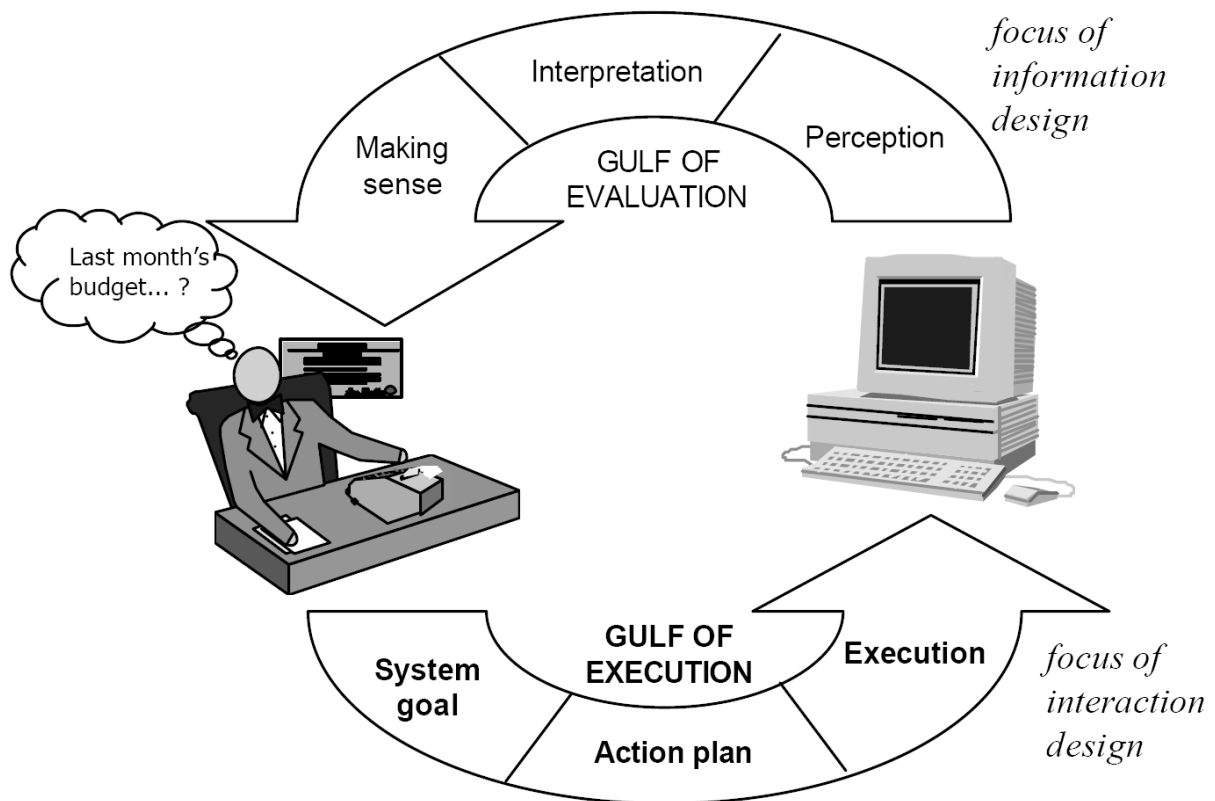 focus of
information
design
Interpretation
Perception
Making
sense
GULF OF
EVALUATION
Last month's
budget... ?
GULF OF
EXECUTION
System
goal
Action plan
Execution
focus of
interaction
design